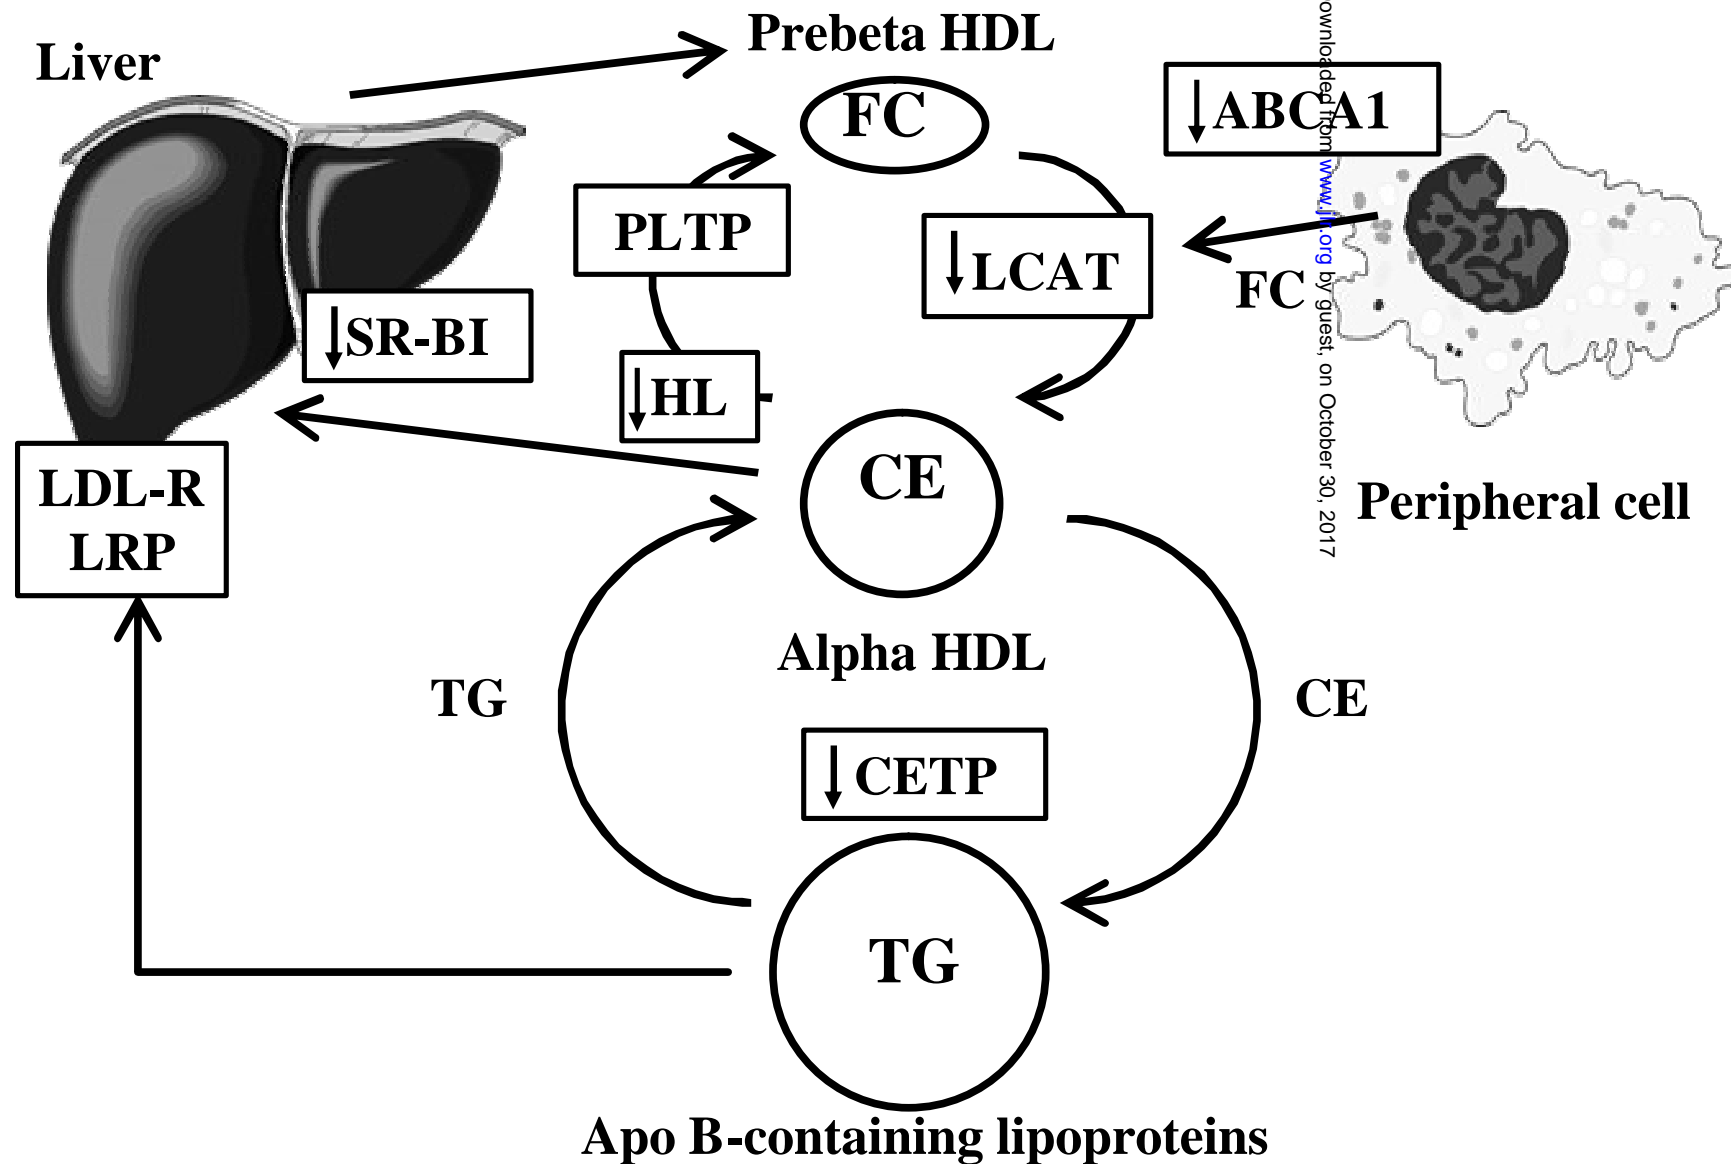 Prebeta HDL
Liver
FC
↓ABCA1
PLTP
↓LCAT
FC
↓SR-BI
↓HL
CE
LDL-R
LRP
Peripheral cell
Alpha HDL
TG
CE
↓CETP
TG
Apo B-containing lipoproteins
ownloaded from www.jlr.org by guest, on October 30, 2017